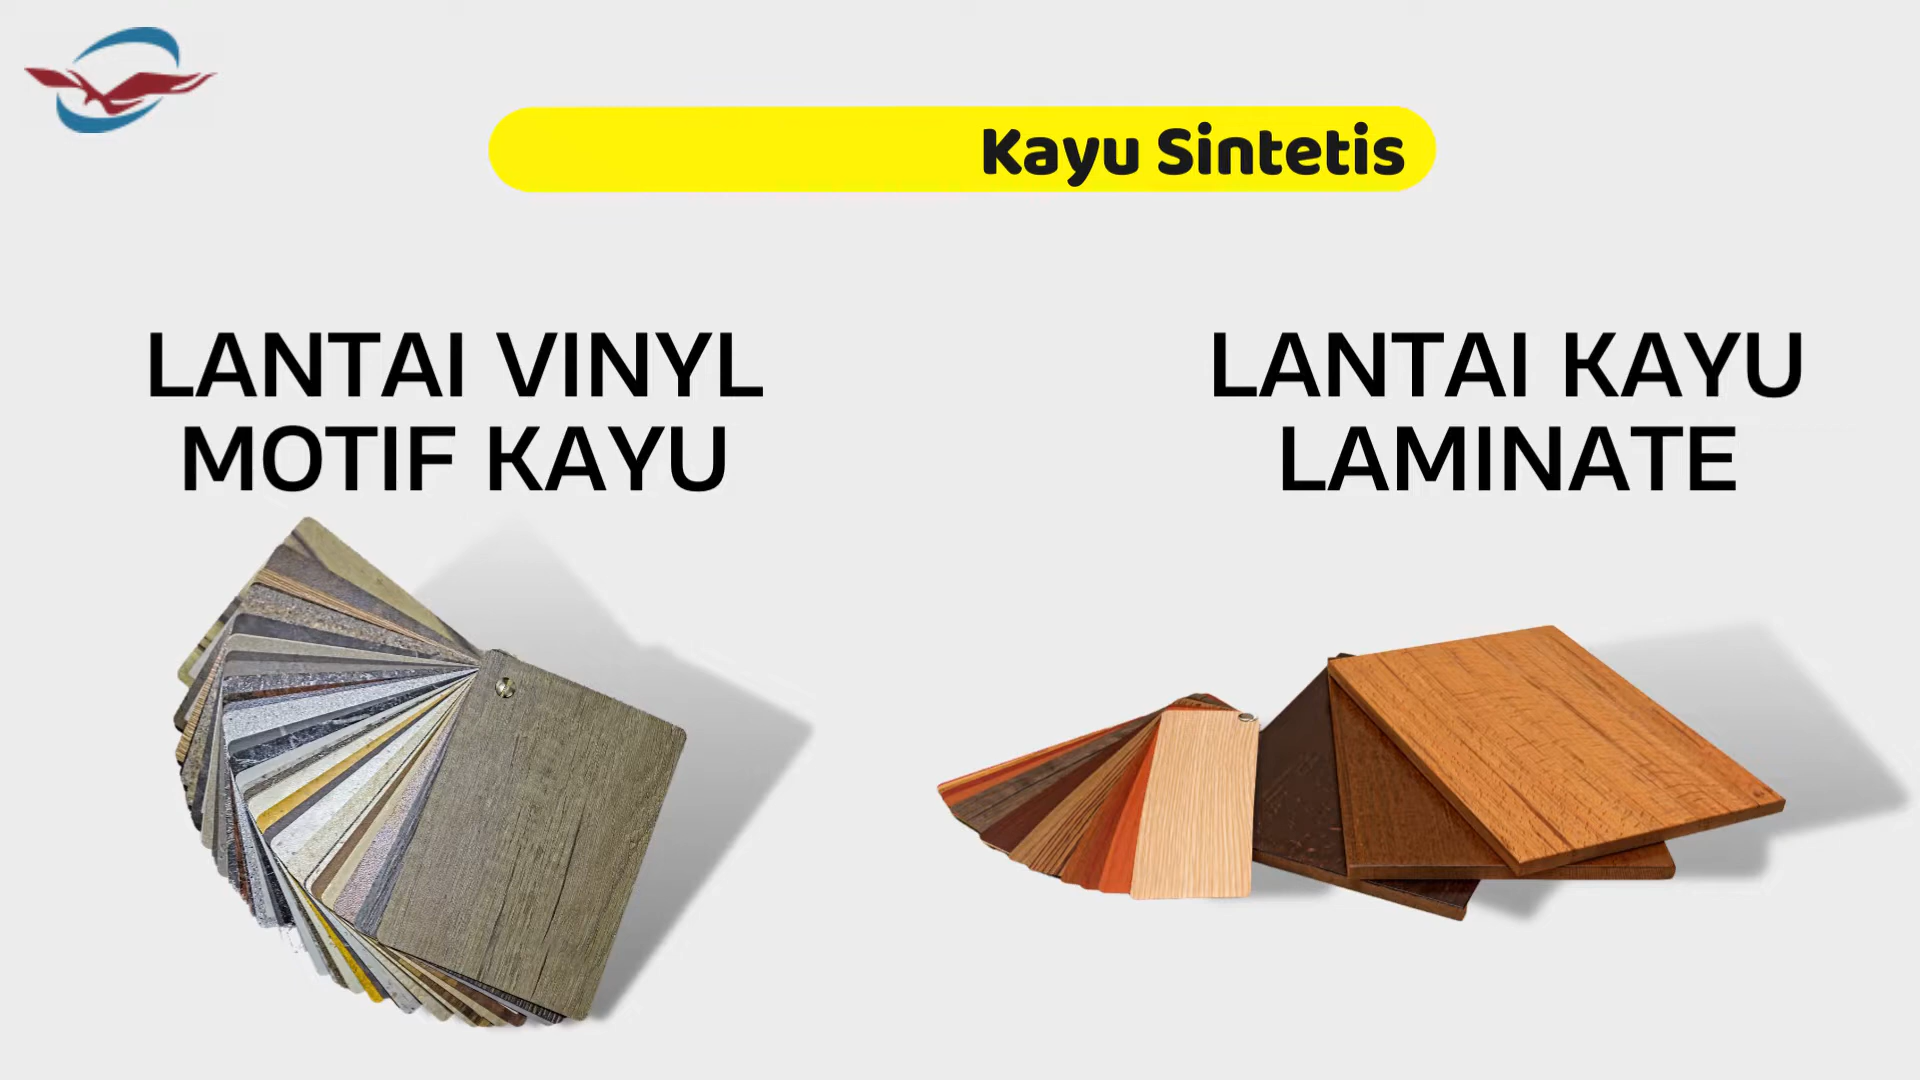 Kayu Sintetis
LANTAI VINYL
MOTIF KAYU
LANTAI KAYU
LAMINATE